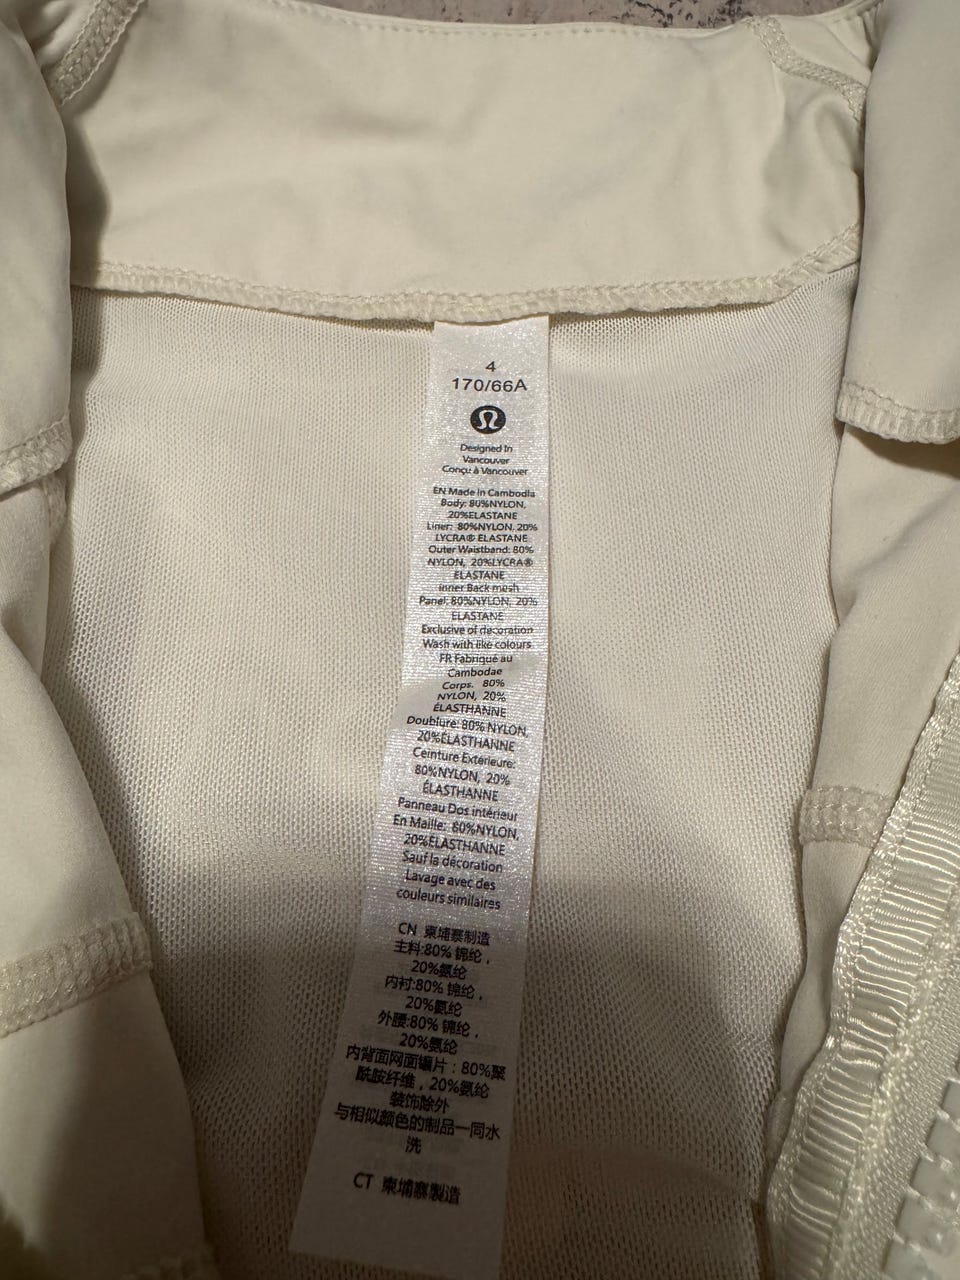 4
170/66A
Designed In
Vancouver
Conçu à Vancouver
EN Made in Cambodia
Body: 80%NYLON,
20%ELASTANE
Liner: 80%NYLON, 20%
LYCRA® ELASTANE
Outer Waistband: 80%
NYLON, 20%LYCRA®
ELASTANE
Inner Back mesh
Panel: 80%NYLON, 20%
ELASTANE
Exclusive of decoration
Wash with like colours
FR Fabriqué au
Cambodae
Corps. 80%
NYLON, 20%
ÉLASTHANNE
Doublure: 80% NYLON,
20%ÉLASTHANNE
Ceinture Extérieure:
80%NYLON, 20%
ÉLASTHANNE
Panneau Dos intérieur
En Maille: 80%NYLON,
20%ÉLASTHANNE
Sauf la décoration
Lavage avec des
couleurs similaires
CN 柬埔寨制造
主料:80% 锦纶，
20%氨纶
内衬:80% 锦纶，
20%氨纶
外腰:80% 锦纶，
20%氨纶
内背面网面镶片：80%聚
酰胺纤维，20%氨纶
装饰除外
与相似颜色的制品一同水
洗
CT 柬埔寨製造